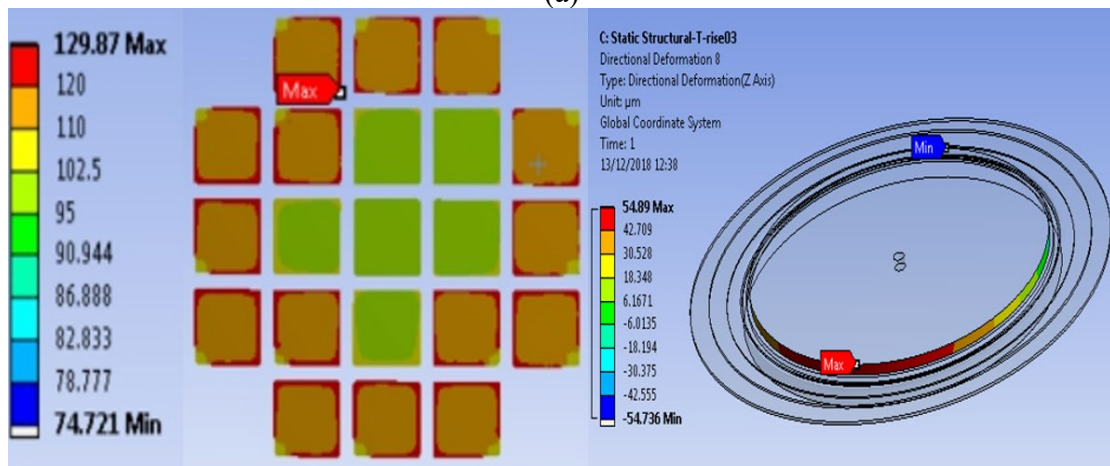 (a)
129.87 Max
120
110
102.5
95
90.944
86.888
82.833
78.777
74.721 Min
Max
C: Static Structural-T-rise03
Directional Deformation 8
Type: Directional Deformation(Z Axis)
Unit: µm
Global Coordinate System
Time: 1
13/12/2018 12:38
54.89 Max
42.709
30.528
18.348
6.1671
-6.0135
-18.194
-30.375
-42.555
-54.736 Min
Min
Max